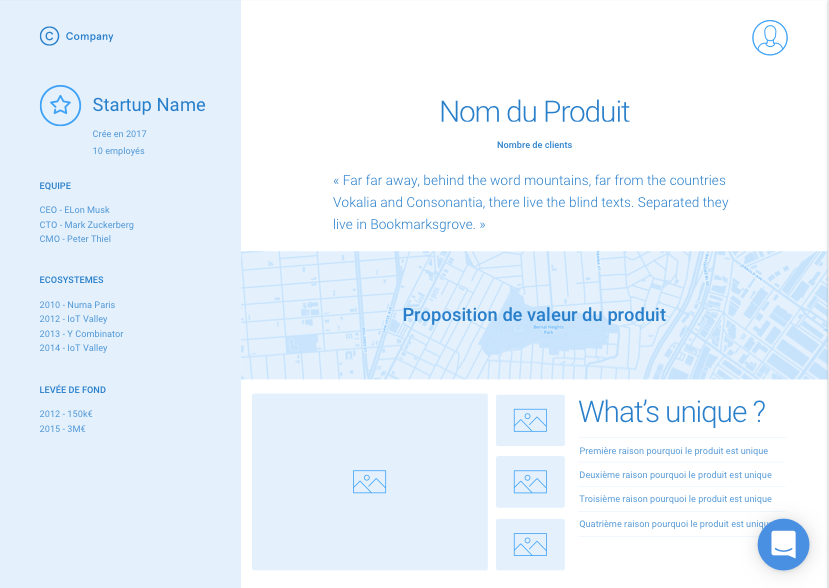 C Company
Startup Name
Crée en 2017
10 employés
EQUIPE
CEO - ELon Musk
CTO - Mark Zuckerberg
CMO - Peter Thiel
ECOSYSTEMES
2010 - Numa Paris
2012 - IoT Valley
2013 - Y Combinator
2014 - IoT Valley
LEVÉE DE FOND
2012 - 150k€
2015 - 3M€
Nom du Produit
Nombre de clients
« Far far away, behind the word mountains, far from the countries
Vokalia and Consonantia, there live the blind texts. Separated they
live in Bookmarksgrove. »
Proposition de valeur du produit
Bernal Heights
Park
What's unique ?
Première raison pourquoi le produit est unique
Deuxième raison pourquoi le produit est unique
Troisième raison pourquoi le produit est unique
Quatrième raison pourquoi le produit est uniqu